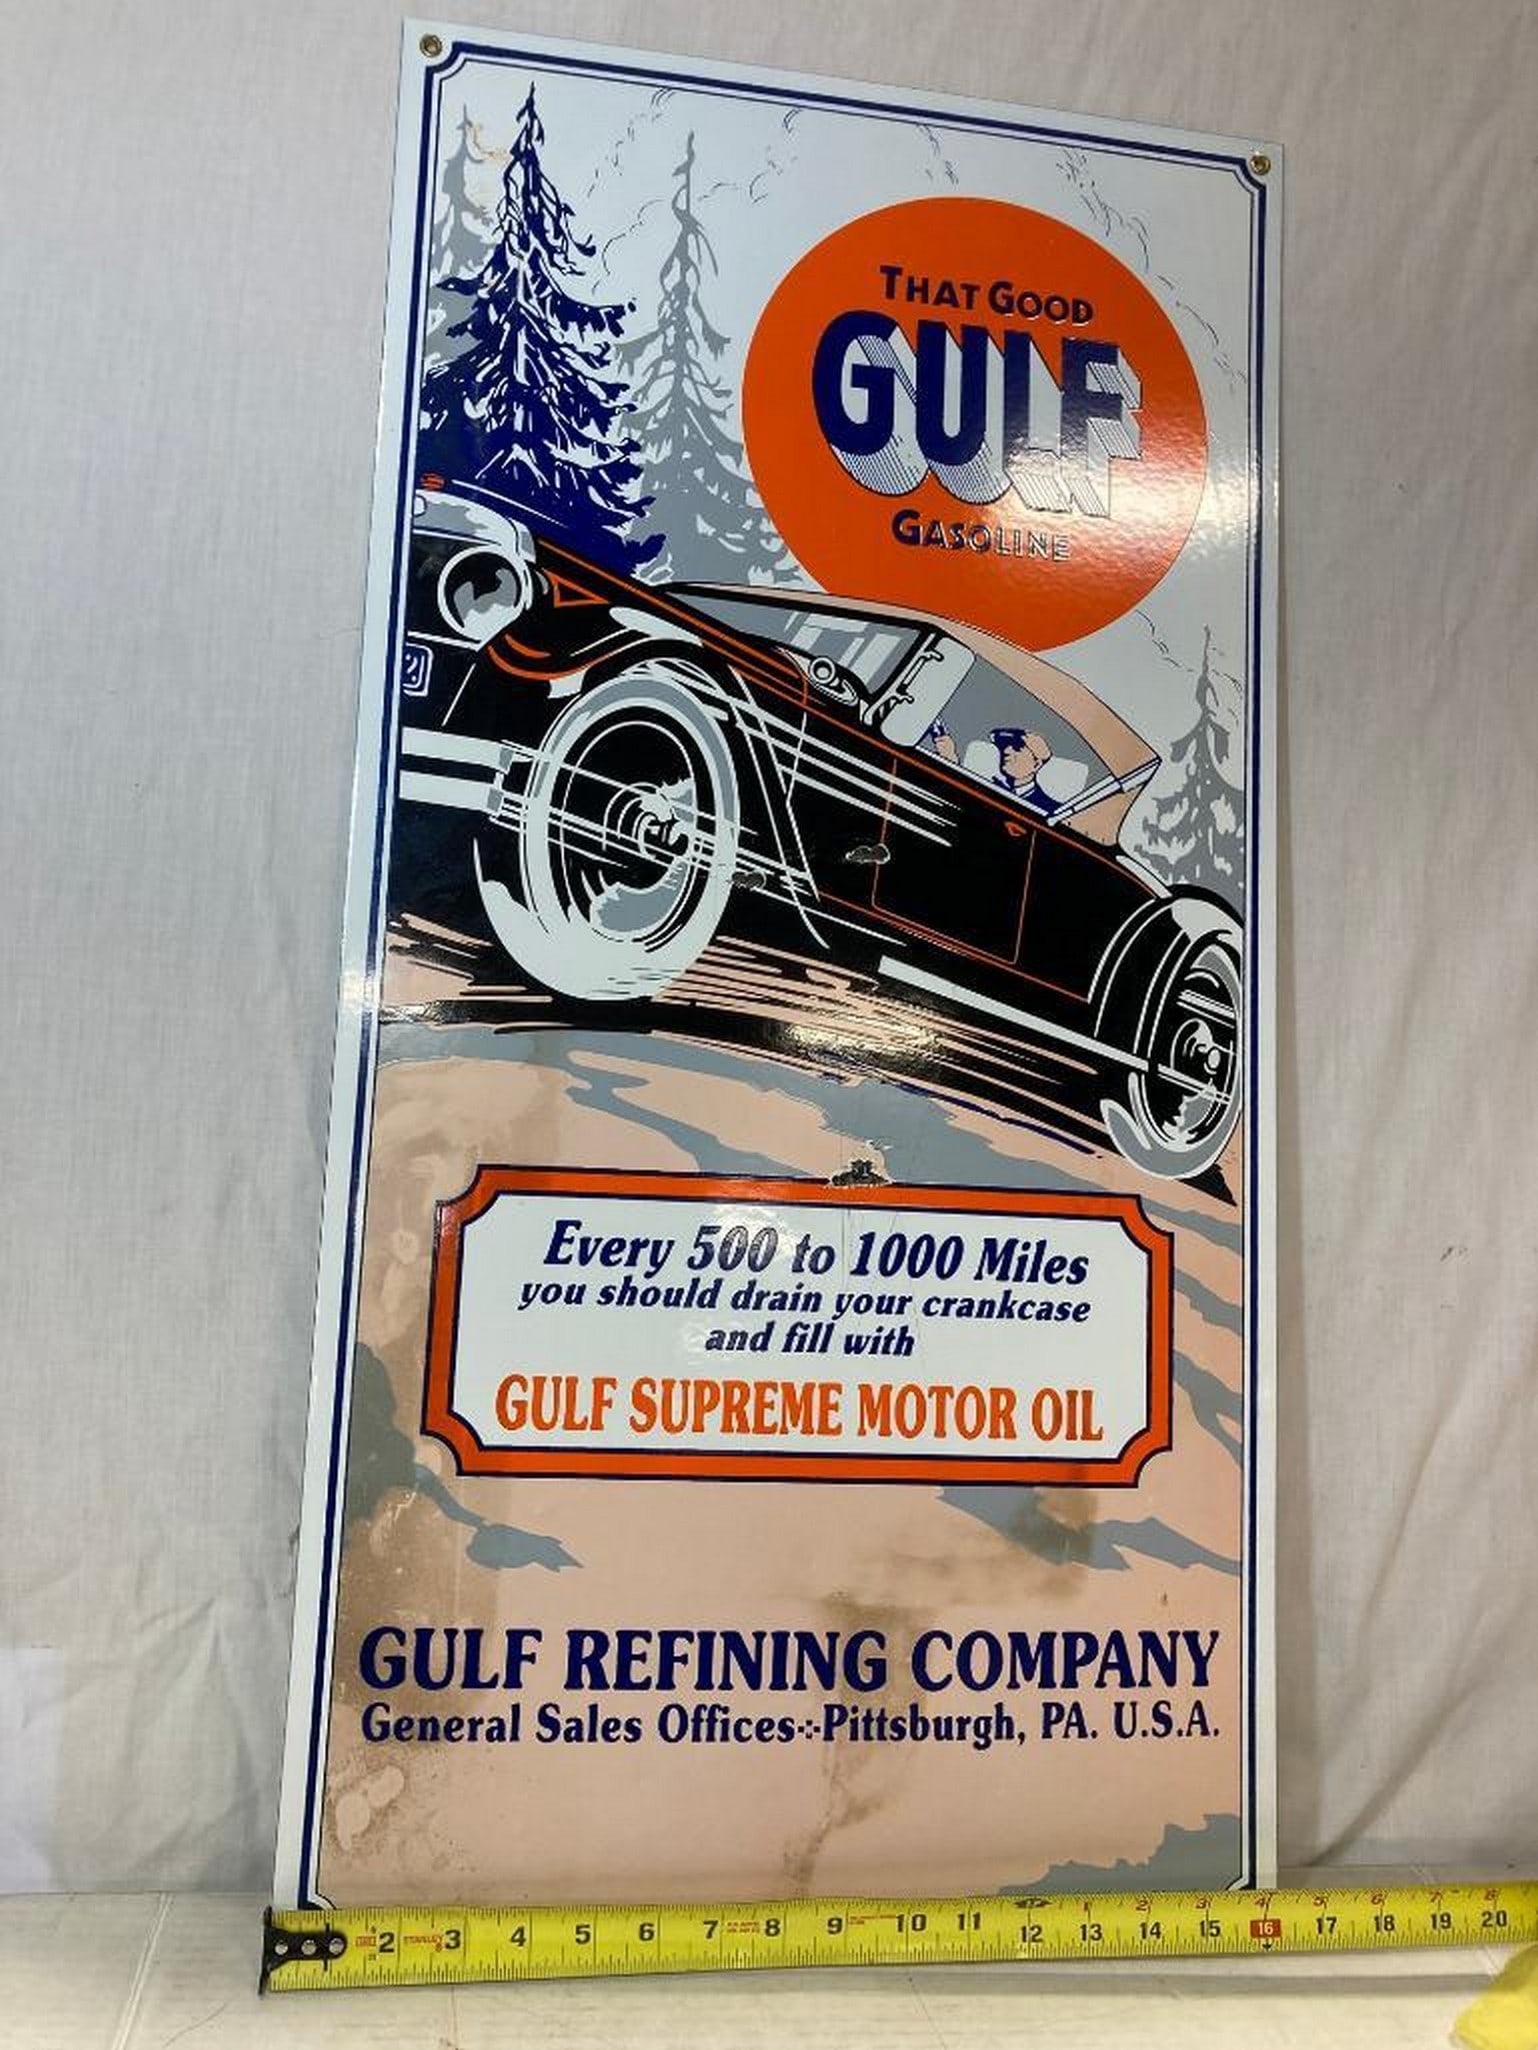 THAT GOOD
GULF
GASOLINE
Every 500 to 1000 Miles
you should drain your crankcase
and fill with
GULF SUPREME MOTOR OIL
GULF REFINING COMPANY
General Sales Offices·:·Pittsburgh, PA. U.S.A.
2 STANLEY 3 4 5 6 7 8 9 10 11 12 13 14 15 16 17 18 19 20